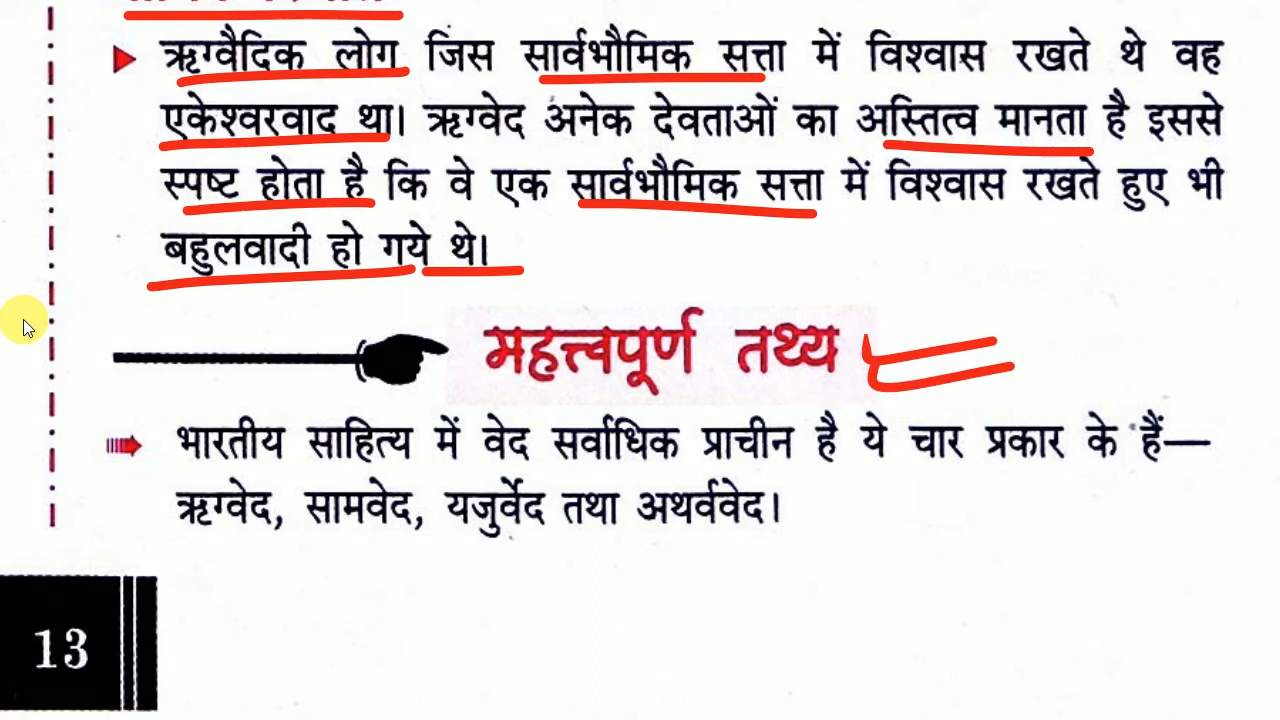 ऋग्वैदिक लोग जिस सार्वभौमिक सत्ता में विश्वास रखते थे वह
एकेश्वरवाद था। ऋग्वेद अनेक देवताओं का अस्तित्व मानता है इससे
स्पष्ट होता है कि वे एक सार्वभौमिक सत्ता में विश्वास रखते हुए भी
बहुलवादी हो गये थे।
महत्त्वपूर्ण तथ्य
भारतीय साहित्य में वेद सर्वाधिक प्राचीन है ये चार प्रकार के हैं—
ऋग्वेद, सामवेद, यजुर्वेद तथा अथर्ववेद।
13